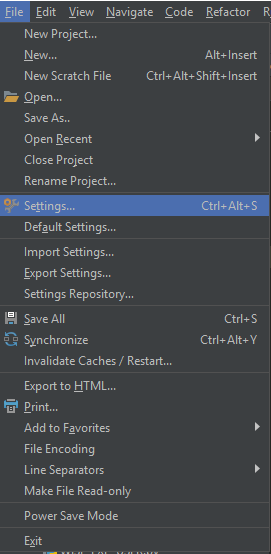 File Edit View Navigate Code Refactor
New Project...
New... Alt+Insert
New Scratch File Ctrl+Alt+Shift+Insert
Open...
Save As..
Open Recent
Close Project
Rename Project...
Settings... Ctrl+Alt+S
Default Settings...
Import Settings...
Export Settings...
Settings Repository...
Save All Ctrl+S
Synchronize Ctrl+Alt+Y
Invalidate Caches / Restart...
Export to HTML...
Print...
Add to Favorites
File Encoding
Line Separators
Make File Read-only
Power Save Mode
Exit